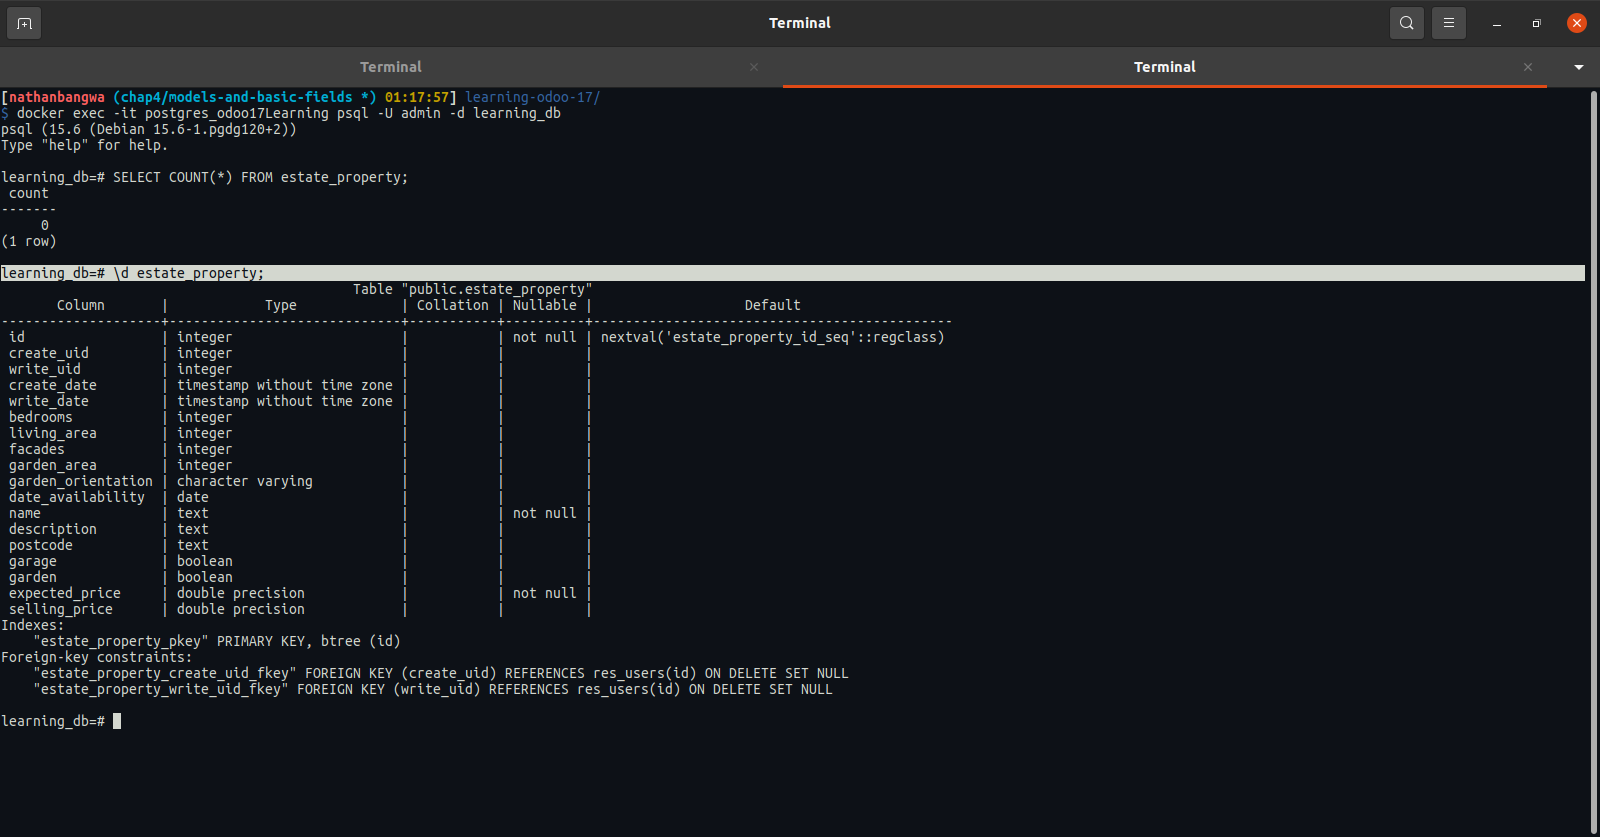 Terminal
Terminal
Terminal
[nathanbangwa (chap4/models-and-basic-fields *) 01:17:57] learning-odoo-17/
$ docker exec -it postgres_odoo17Learning psql -U admin -d learning_db
psql (15.6 (Debian 15.6-1.pgdg120+2))
Type "help" for help.
learning_db=# SELECT COUNT(*) FROM estate_property;
 count
-------
     0
(1 row)
learning_db=# \d estate_property;
                                            Table "public.estate_property"
       Column       |            Type             | Collation | Nullable |                   Default
--------------------+-----------------------------+-----------+----------+---------------------------------------------
 id                 | integer                     |           | not null | nextval('estate_property_id_seq'::regclass)
 create_uid         | integer                     |           |          |
 write_uid          | integer                     |           |          |
 create_date        | timestamp without time zone |           |          |
 write_date         | timestamp without time zone |           |          |
 bedrooms           | integer                     |           |          |
 living_area        | integer                     |           |          |
 facades            | integer                     |           |          |
 garden_area        | integer                     |           |          |
 garden_orientation | character varying           |           |          |
 date_availability  | date                        |           |          |
 name               | text                        |           | not null |
 description        | text                        |           |          |
 postcode           | text                        |           |          |
 garage             | boolean                     |           |          |
 garden             | boolean                     |           |          |
 expected_price     | double precision            |           | not null |
 selling_price      | double precision            |           |          |
Indexes:
    "estate_property_pkey" PRIMARY KEY, btree (id)
Foreign-key constraints:
    "estate_property_create_uid_fkey" FOREIGN KEY (create_uid) REFERENCES res_users(id) ON DELETE SET NULL
    "estate_property_write_uid_fkey" FOREIGN KEY (write_uid) REFERENCES res_users(id) ON DELETE SET NULL
learning_db=#